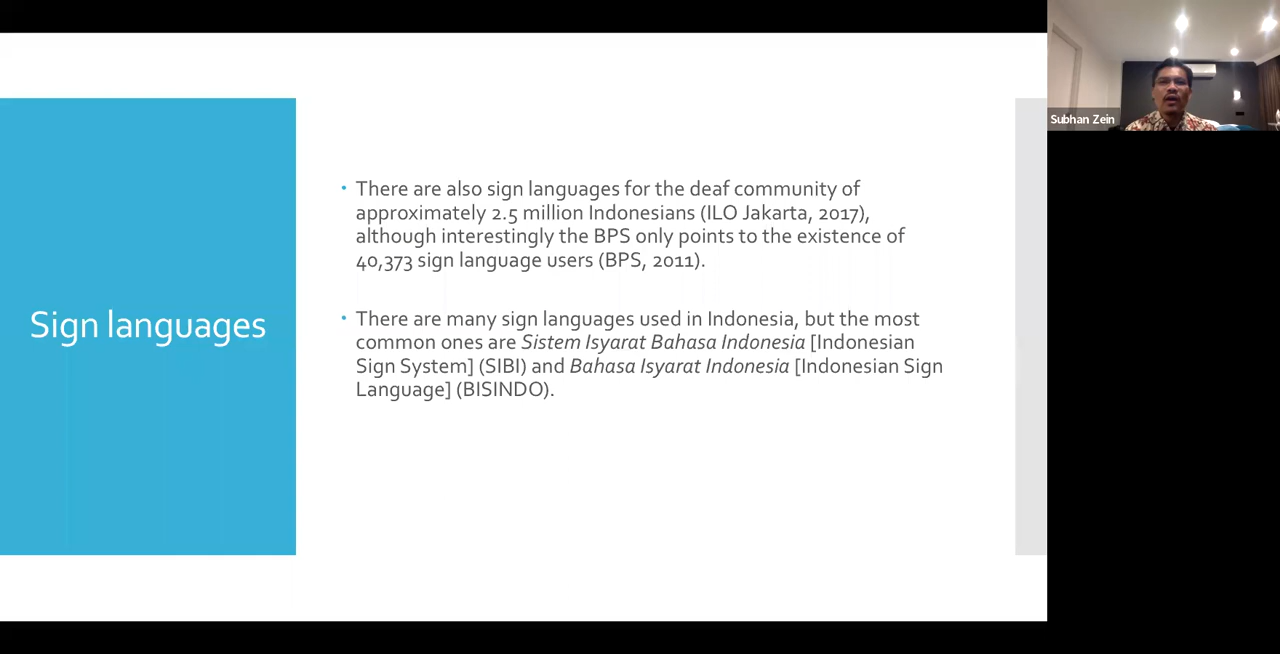 Sign languages
• There are also sign languages for the deaf community of
approximately 2.5 million Indonesians (ILO Jakarta, 2017),
although interestingly the BPS only points to the existence of
40,373 sign language users (BPS, 2011).
• There are many sign languages used in Indonesia, but the most
common ones are Sistem Isyarat Bahasa Indonesia [Indonesian
Sign System] (SIBI) and Bahasa Isyarat Indonesia [Indonesian Sign
Language] (BISINDO).
Subhan Zein